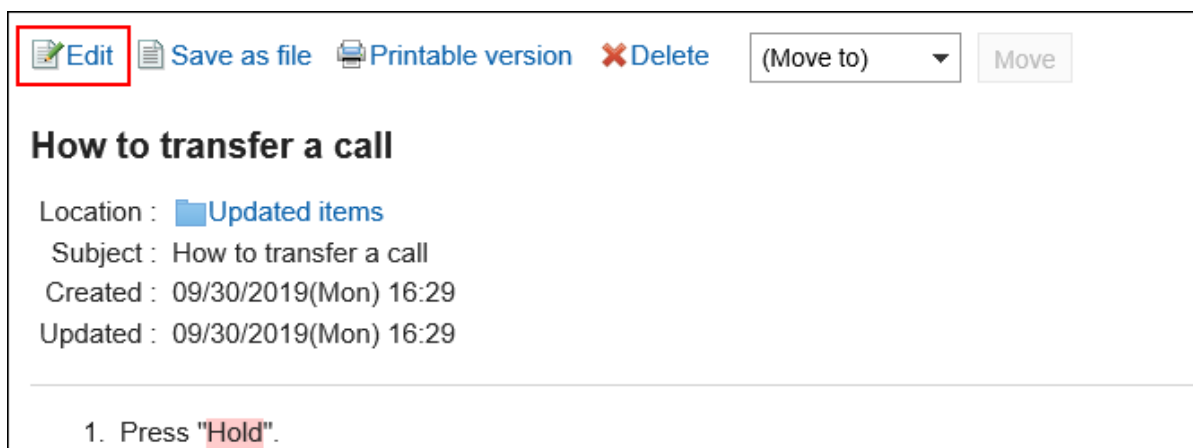 Edit Save as file Printable version Delete (Move to) Move
How to transfer a call
Location : Updated items
Subject : How to transfer a call
Created : 09/30/2019(Mon) 16:29
Updated : 09/30/2019(Mon) 16:29
1. Press "Hold".